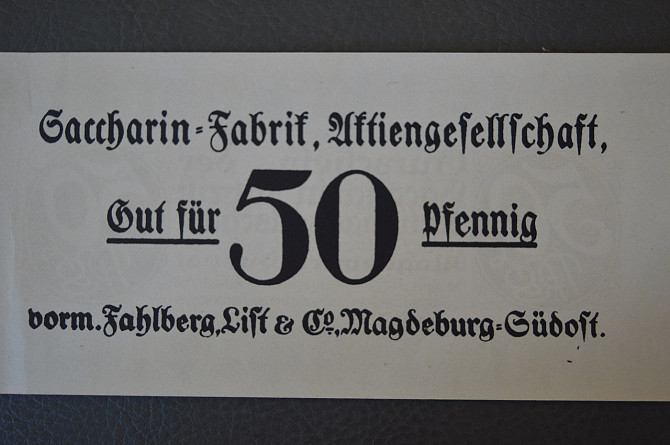 Saccharin-Fabrik, Aktiengesellschaft,
Gut für 50 Pfennig
vorm. Fahlberg, List & Co., Magdeburg-Südost.